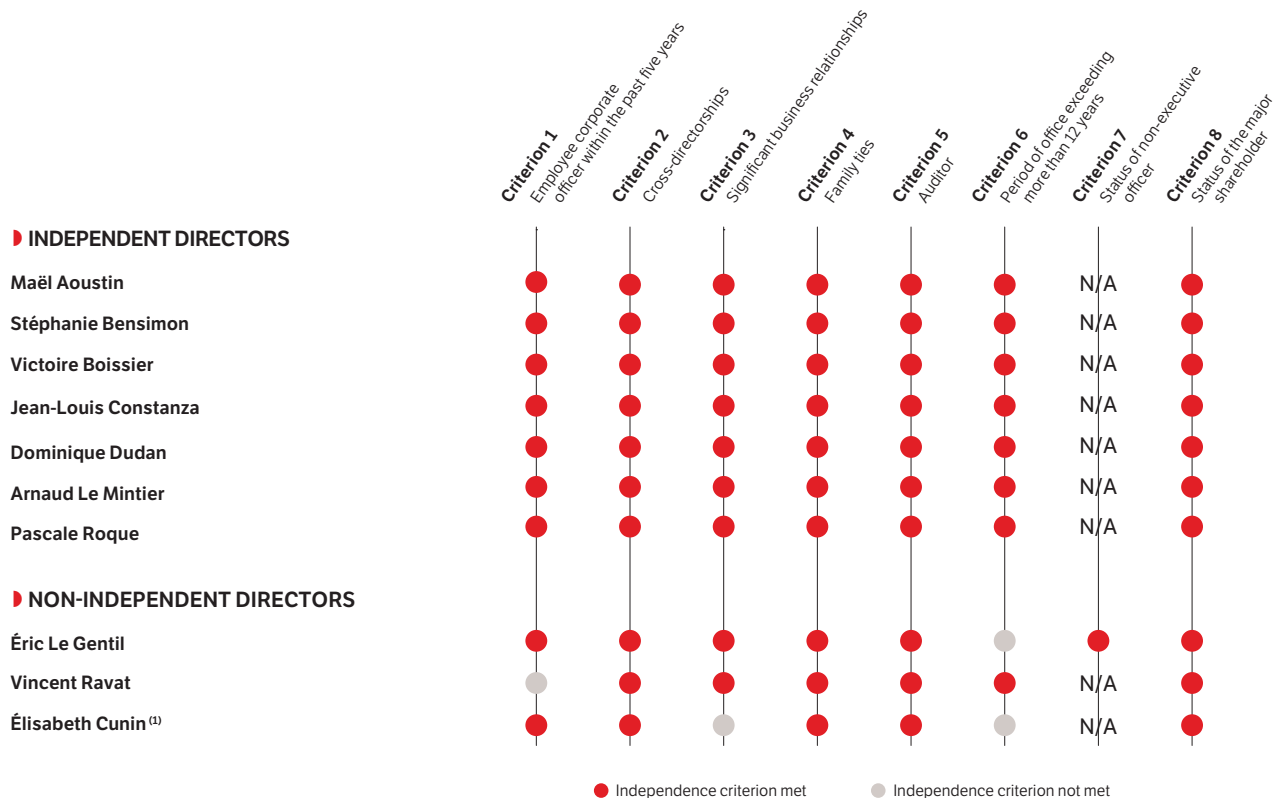 Criterion 1
Employee corporate
officer within the past five years
Criterion 2
Cross-directorships
Criterion 3
Significant business relationships
Criterion 4
Family ties
Criterion 5
Auditor
Criterion 6
Period of office exceeding
more than 12 years
Criterion 7
Status of non-executive
officer
Criterion 8
Status of the major
shareholder
INDEPENDENT DIRECTORS
Maël Aoustin N/A
Stéphanie Bensimon N/A
Victoire Boissier N/A
Jean-Louis Constanza N/A
Dominique Dudan N/A
Arnaud Le Mintier N/A
Pascale Roque N/A
NON-INDEPENDENT DIRECTORS
Éric Le Gentil
Vincent Ravat N/A
Élisabeth Cunin (1) N/A
Independence criterion met Independence criterion not met